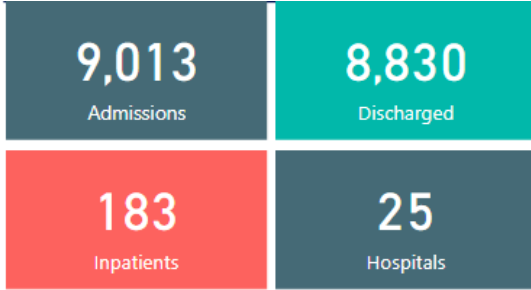 9,013
Admissions
8,830
Discharged
183
Inpatients
25
Hospitals